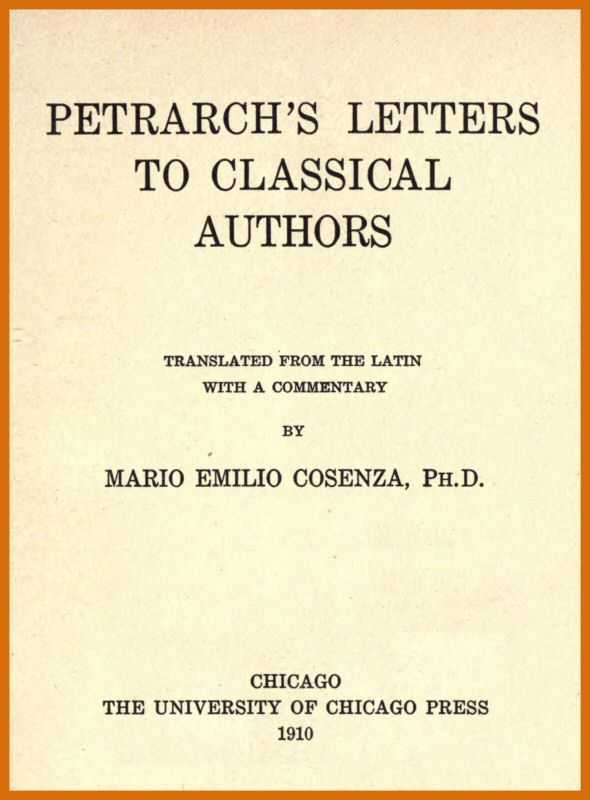 PETRARCH'S LETTERS
TO CLASSICAL
AUTHORS
TRANSLATED FROM THE LATIN
WITH A COMMENTARY
BY
MARIO EMILIO COSENZA, PH.D.
CHICAGO
THE UNIVERSITY OF CHICAGO PRESS
1910